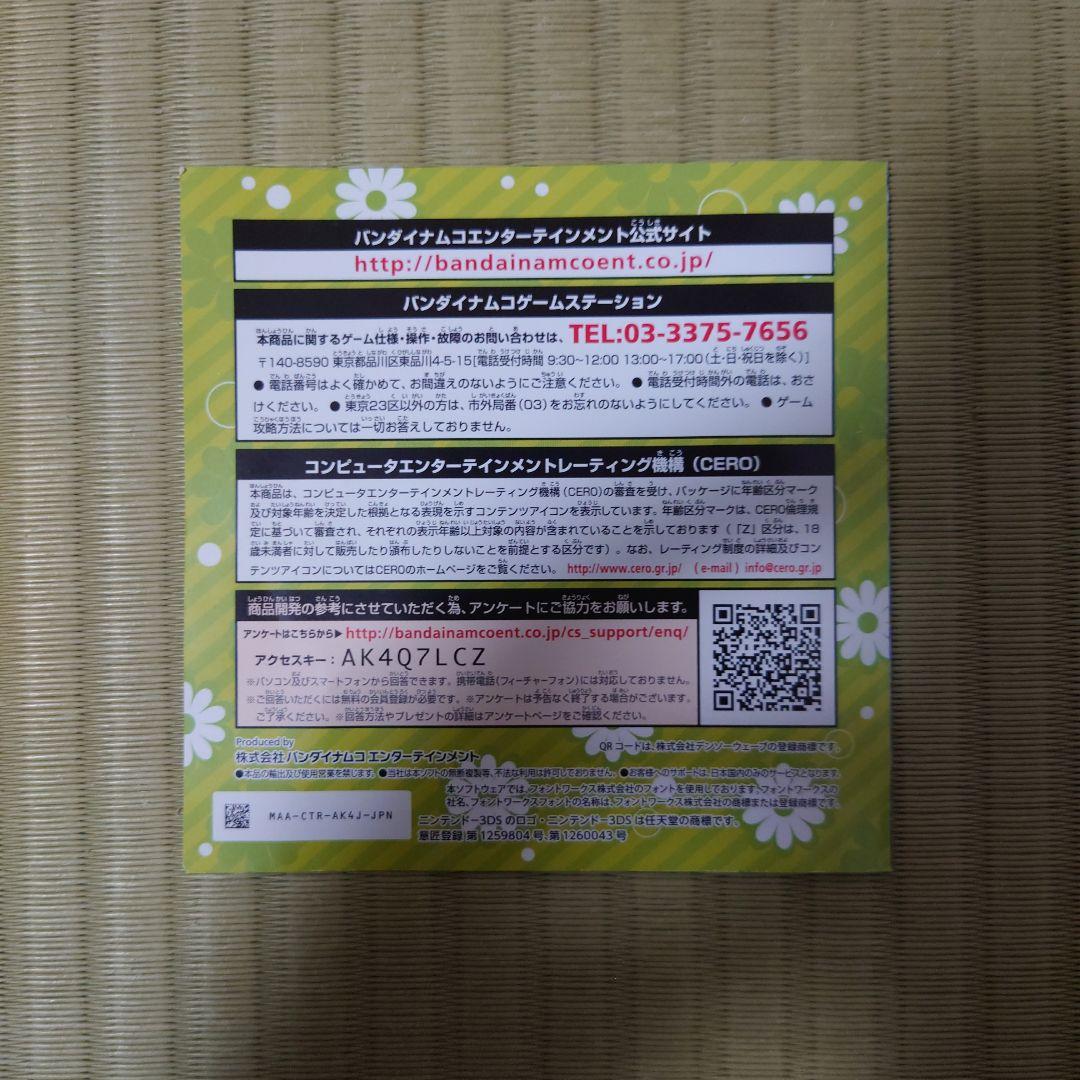 バンダイナムコエンターテインメント公式サイト
http://bandainamcoent.co.jp/
バンダイナムコゲームステーション
本商品に関するゲーム仕様・操作・故障のお問い合わせは、TEL:03-3375-7656
〒140-8590 東京都品川区東品川4-5-15[電話受付時間 9:30~12:00 13:00~17:00(土・日・祝日を除く)]
● 電話番号はよく確かめて、お間違えのないようにご注意ください。 ● 電話受付時間外の電話は、おさ
けください。 ● 東京23区以外の方は、市外局番(03)をお忘れのないようにしてください。 ● ゲーム
攻略方法については一切お答えしておりません。
コンピュータエンターテインメントレーティング機構(CERO)
本商品は、コンピュータエンターテインメントレーティング機構(CERO)の審査を受け、パッケージに年齢区分マーク
及び対象年齢を決定した根拠となる表現を示すコンテンツアイコンを表示しています。年齢区分マークは、CERO倫理規
定に基づいて審査され、それぞれの表示年齢以上対象の内容が含まれていることを示しております(「Z」区分は、18
歳未満者に対して販売したり頒布したりしないことを前提とする区分です)。なお、レーティング制度の詳細及びコン
テンツアイコンについてはCEROのホームページをご覧ください。 http://www.cero.gr.jp/ (e-mail) info@cero.gr.jp
商品開発の参考にさせていただく為、アンケートにご協力をお願いします。
アンケートはこちらから▶ http://bandainamcoent.co.jp/cs_support/enq/
アクセスキー:AK4Q7LCZ
※パソコン及びスマートフォンから回答できます。携帯電話(フィーチャーフォン)には対応しておりません。
※ご回答いただくには無料の会員登録が必要です。※アンケートは予告なく終了する場合がございます。
ご了承ください。※回答方法やプレゼントの詳細はアンケートページをご確認ください。
Produced by
株式会社バンダイナムコ エンターテインメント
QRコードは、株式会社デンソーウェーブの登録商標です。
●本品の輸出及び使用営業を禁じます。●当社は本ソフトの無断複製等、不法な利用は許可しておりません。●お客様へのサポートは、日本国内のみのサービスとなります。
本ソフトウェアでは、フォントワークス株式会社のフォントを使用しております。フォントワークスの
社名、フォントワークスフォントの名称は、フォントワークス株式会社の商標または登録商標です。
ニンテンドー3DSのロゴ・ニンテンドー3DSは任天堂の商標です。
意匠登録 第1259804号、第1260043号
MAA-CTR-AK4J-JPN